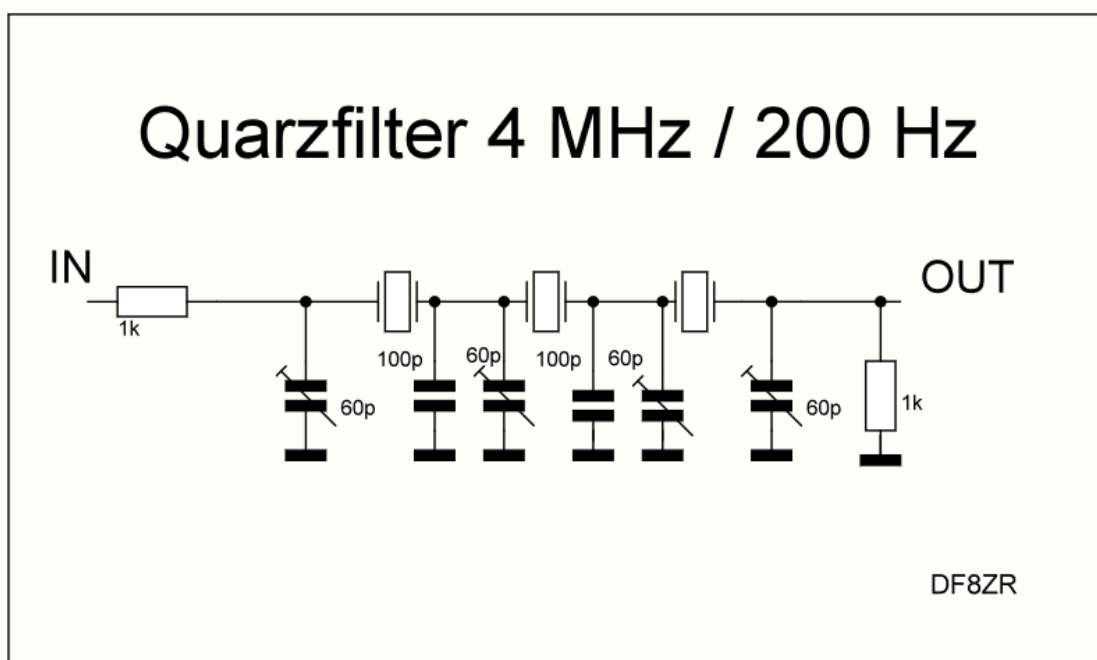 Quarzfilter 4 MHz / 200 Hz
IN
OUT
1k
100p
60p
100p
60p
60p
60p
1k
DF8ZR